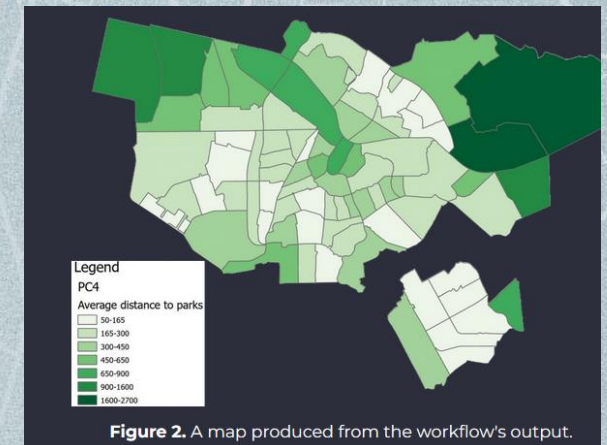 Legend
PC4
Average distance to parks
50-165
165-300
300-450
450-650
650-900
900-1600
1600-2700
Figure 2. A map produced from the workflow's output.